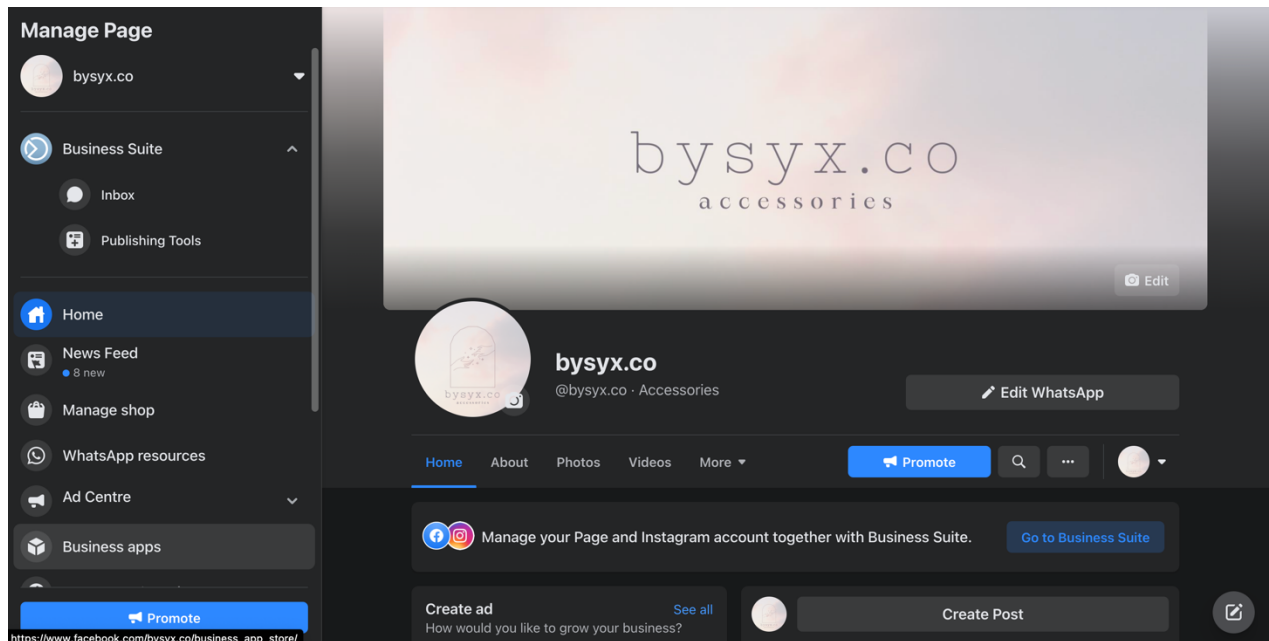 Manage Page
bysyx.co
Business Suite
Inbox
Publishing Tools
Home
News Feed
8 new
Manage shop
WhatsApp resources
Ad Centre
Business apps
Promote
https://www.facebook.com/bysyx.co/business_app_store/
bysyx.co
accessories
Edit
bysyx.co
accessories
bysyx.co
@bysyx.co · Accessories
Edit WhatsApp
Home About Photos Videos More
Promote
Manage your Page and Instagram account together with Business Suite.
Go to Business Suite
Create ad
See all
How would you like to grow your business?
Create Post